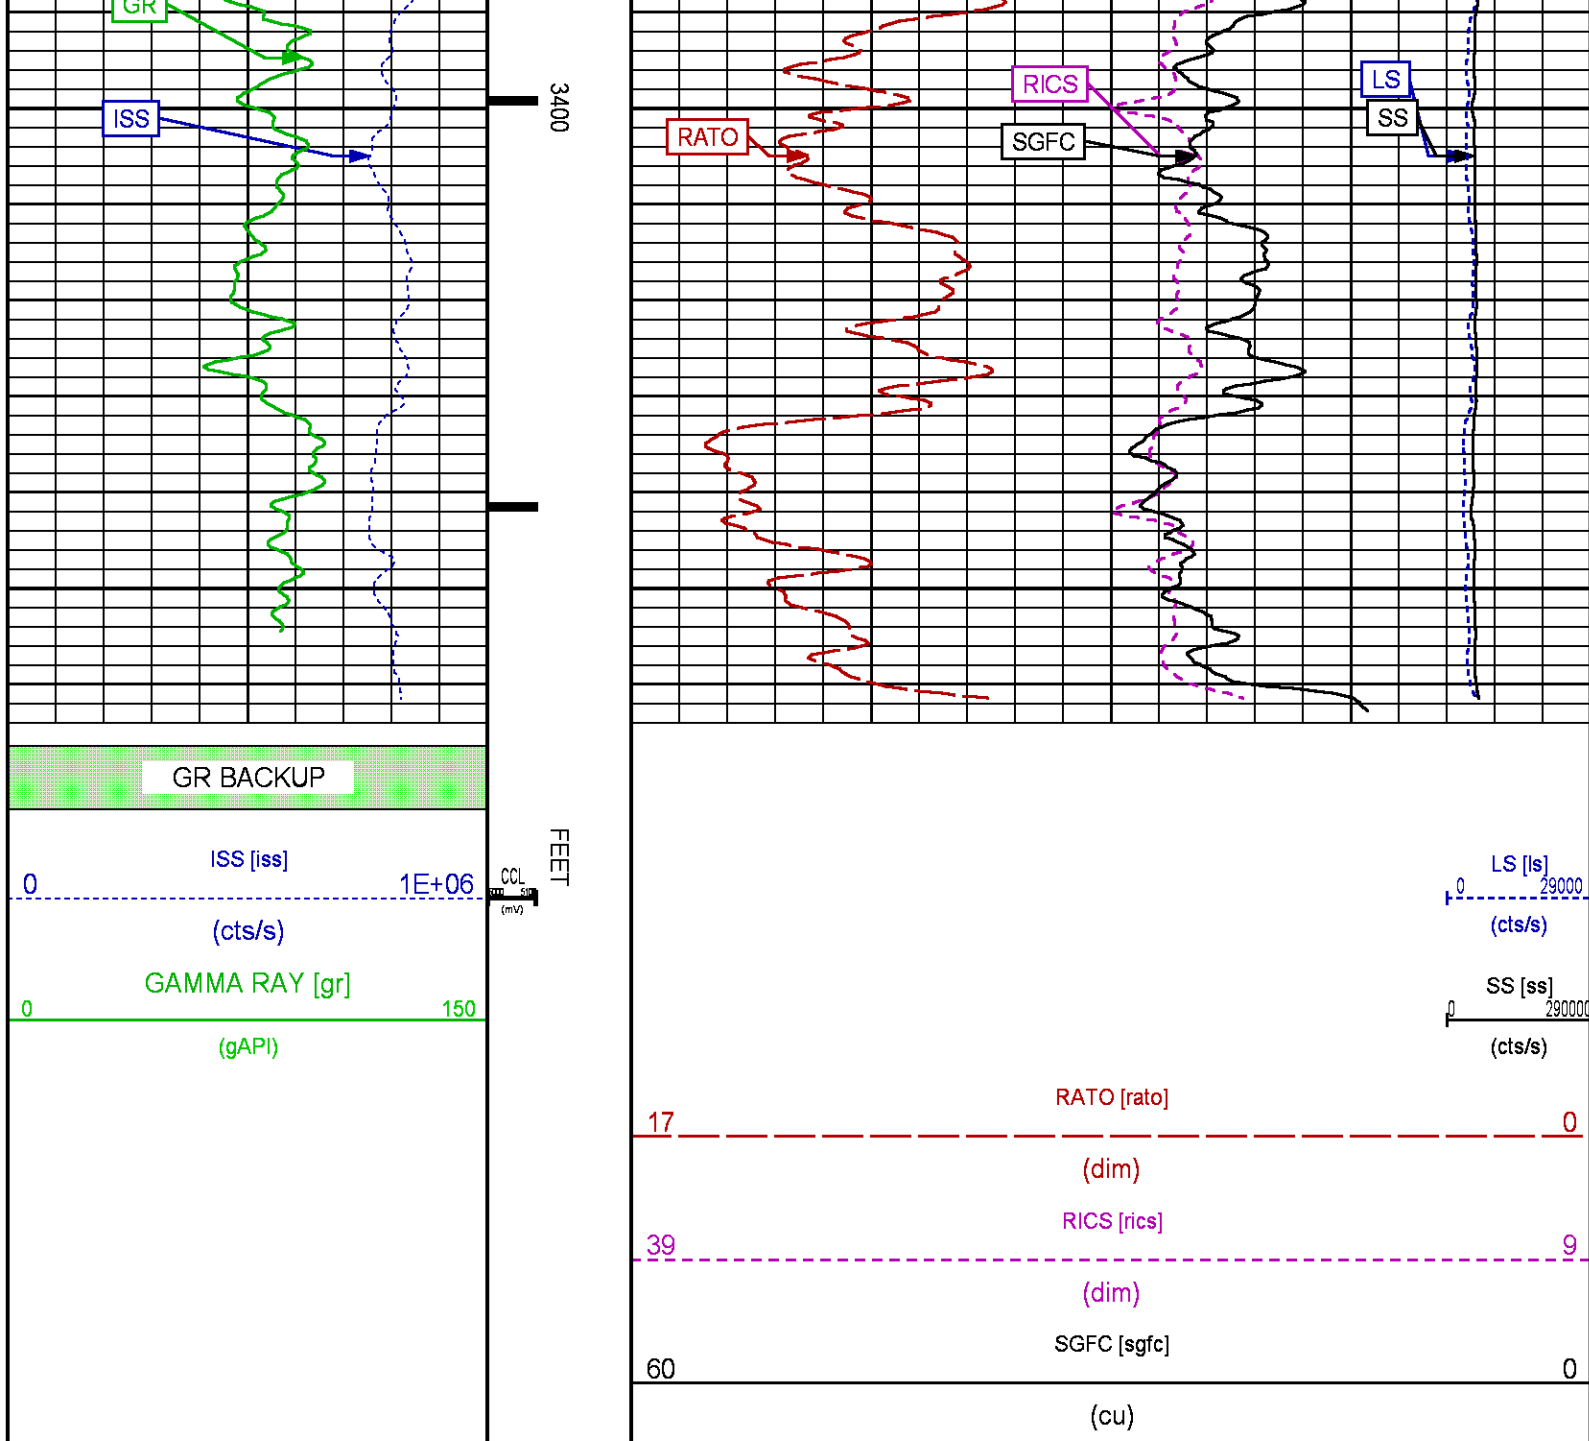 GR
ISS
3400
RATO
RICS
SGFC
LS
SS
GR BACKUP
FEET
ISS [iss]
0 1E+06
(cts/s)
CCL
(mV)
GAMMA RAY [gr]
0 150
(gAPI)
LS [ls]
0 29000
(cts/s)
SS [ss]
0 290000
(cts/s)
RATO [rato]
17 0
(dim)
RICS [rics]
39 9
(dim)
SGFC [sgfc]
60 0
(cu)